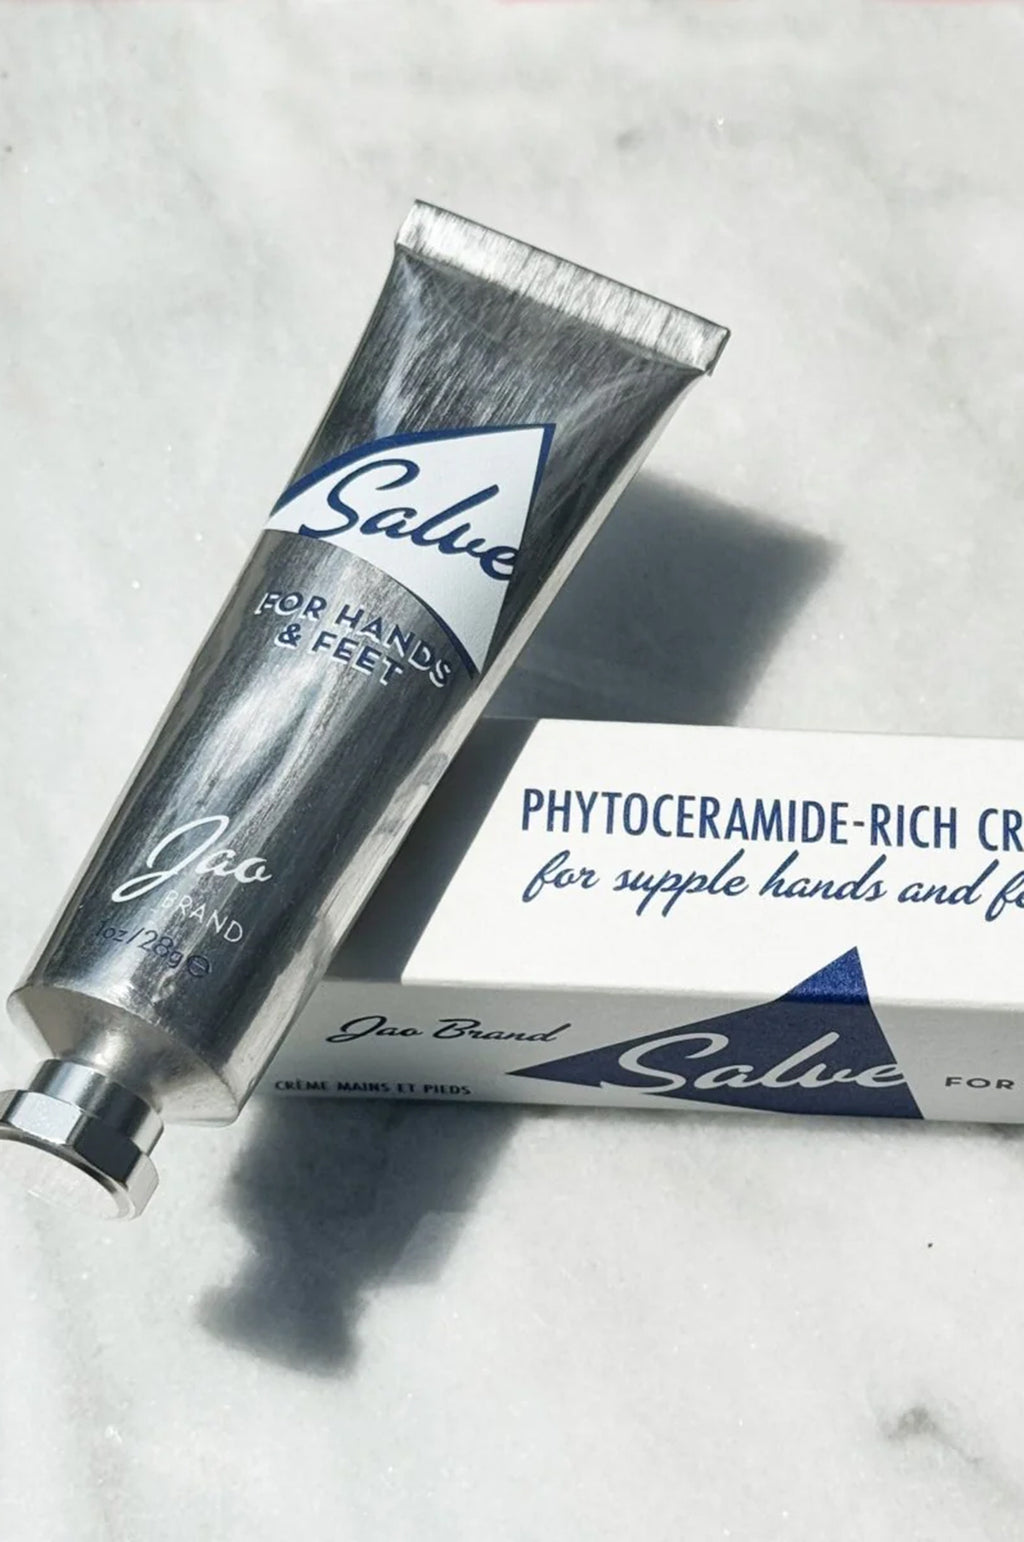 Salve
FOR HANDS
& FEET
Jao
BRAND
1oz/28g ℮
PHYTOCERAMIDE-RICH CR
for supple hands and fe
Jao Brand
CRÈME MAINS ET PIEDS
Salve
FOR